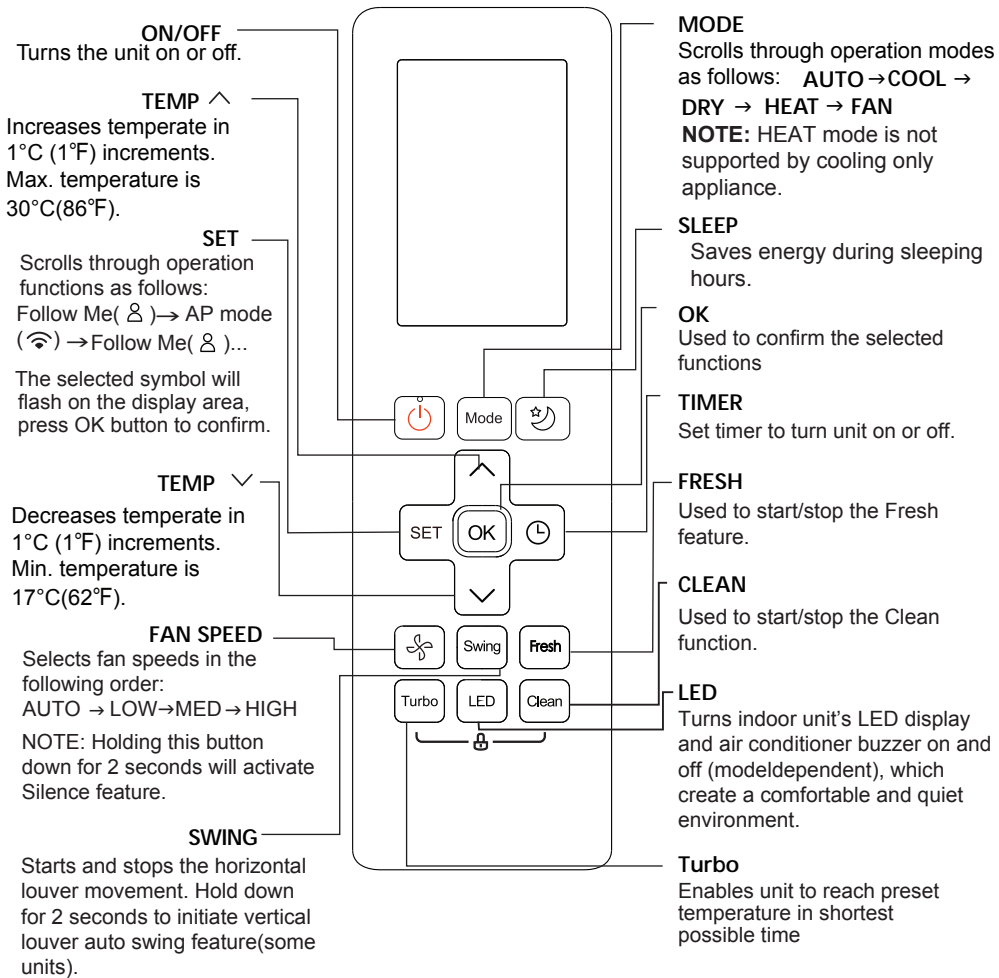 ON/OFF
Turns the unit on or off.
TEMP
Increases temperate in
1°C (1°F) increments.
Max. temperature is
30°C(86°F).
SET
Scrolls through operation
functions as follows:
Follow Me( )→ AP mode
( ) →Follow Me( )...
The selected symbol will
flash on the display area,
press OK button to confirm.
TEMP
Decreases temperate in
1°C (1°F) increments.
Min. temperature is
17°C(62°F).
FAN SPEED
Selects fan speeds in the
following order:
AUTO →LOW→MED→HIGH
NOTE: Holding this button
down for 2 seconds will activate
Silence feature.
SWING
Starts and stops the horizontal
louver movement. Hold down
for 2 seconds to initiate vertical
louver auto swing feature(some
units).
Mode
SET
OK
Swing
Fresh
Turbo
LED
Clean
MODE
Scrolls through operation modes
as follows: AUTO→COOL →
DRY → HEAT → FAN
NOTE: HEAT mode is not
supported by cooling only
appliance.
SLEEP
Saves energy during sleeping
hours.
OK
Used to confirm the selected
functions
TIMER
Set timer to turn unit on or off.
FRESH
Used to start/stop the Fresh
feature.
CLEAN
Used to start/stop the Clean
function.
LED
Turns indoor unit's LED display
and air conditioner buzzer on and
off (modeldependent), which
create a comfortable and quiet
environment.
Turbo
Enables unit to reach preset
temperature in shortest
possible time